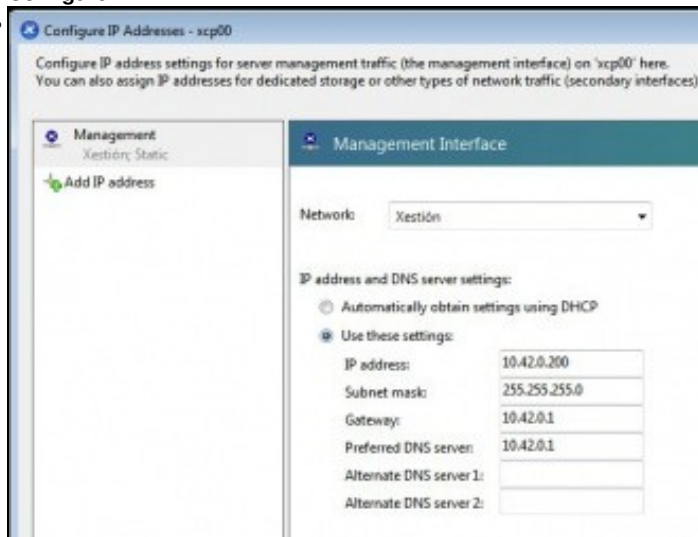 Configure IP Addresses - xcp00
Configure IP address settings for server management traffic (the management interface) on 'xcp00' here.
You can also assign IP addresses for dedicated storage or other types of network traffic (secondary interfaces)
Management
Xestión; Static
Add IP address
Management Interface
Network:
Xestión
IP address and DNS server settings:
Automatically obtain settings using DHCP
Use these settings:
IP address:
10.42.0.200
Subnet mask:
255.255.255.0
Gateway:
10.42.0.1
Preferred DNS server:
10.42.0.1
Alternate DNS server 1:
Alternate DNS server 2: